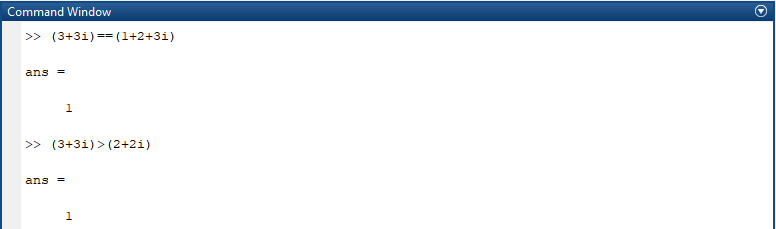 Command Window
>> (3+3i)==(1+2+3i)
ans =
1
>> (3+3i)>(2+2i)
ans =
1